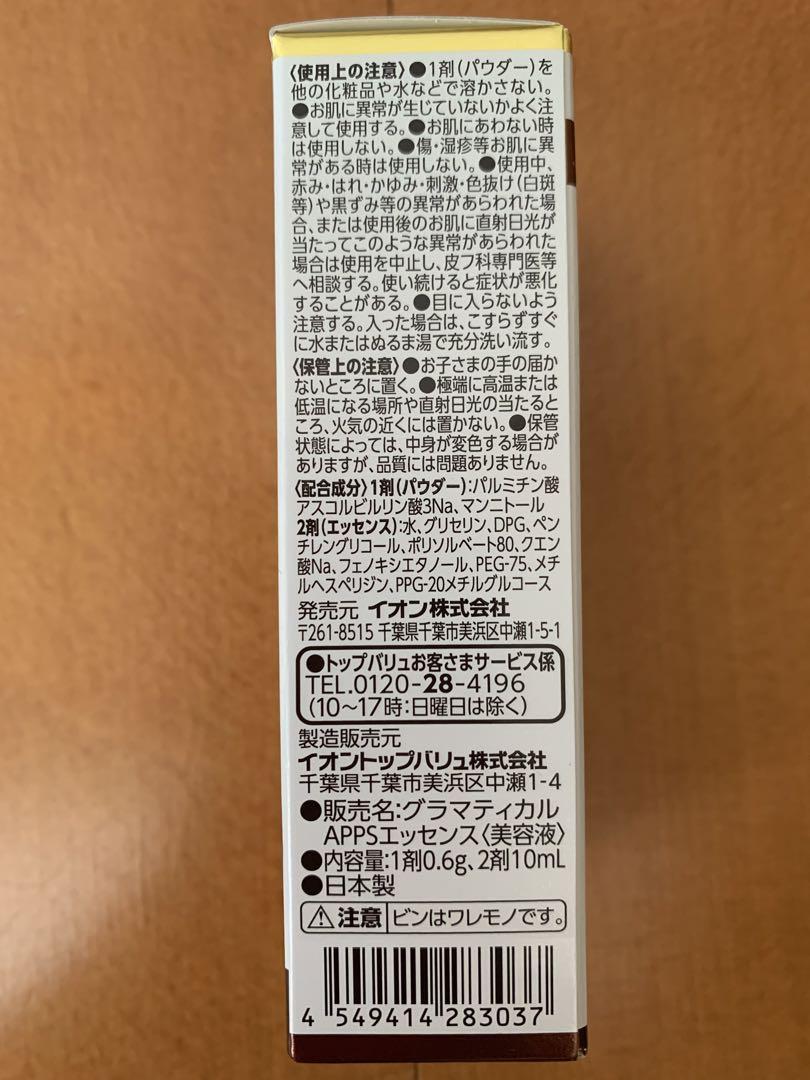 〈使用上の注意〉●1剤(パウダー)を
他の化粧品や水などで溶かさない。
●お肌に異常が生じていないかよく注
意して使用する。●お肌にあわない時
は使用しない。●傷・湿疹等お肌に異
常がある時は使用しない。●使用中、
赤み・はれ・かゆみ・刺激・色抜け(白斑
等)や黒ずみ等の異常があらわれた場
合、または使用後のお肌に直射日光が
当たってこのような異常があらわれた
場合は使用を中止し、皮フ科専門医等
へ相談する。使い続けると症状が悪化
することがある。●目に入らないよう
注意する。入った場合は、こすらずすぐ
に水またはぬるま湯で充分洗い流す。
〈保管上の注意〉●お子さまの手の届か
ないところに置く。●極端に高温または
低温になる場所や直射日光の当たると
ころ、火気の近くには置かない。●保管
状態によっては、中身が変色する場合が
ありますが、品質には問題ありません。
〈配合成分〉1剤(パウダー):パルミチン酸
アスコルビルリン酸3Na、マンニトール
2剤(エッセンス):水、グリセリン、DPG、ペン
チレングリコール、ポリソルベート80、クエン
酸Na、フェノキシエタノール、PEG-75、メチ
ルヘスペリジン、PPG-20メチルグルコース
発売元 イオン株式会社
〒261-8515 千葉県千葉市美浜区中瀬1-5-1
●トップバリュお客さまサービス係
TEL.0120-28-4196
(10〜17時:日曜日は除く)
製造販売元
イオントップバリュ株式会社
千葉県千葉市美浜区中瀬1-4
●販売名:グラマティカル
APPSエッセンス〈美容液〉
●内容量:1剤0.6g、2剤10mL
●日本製
⚠注意 ビンはワレモノです。
4 549414 283037